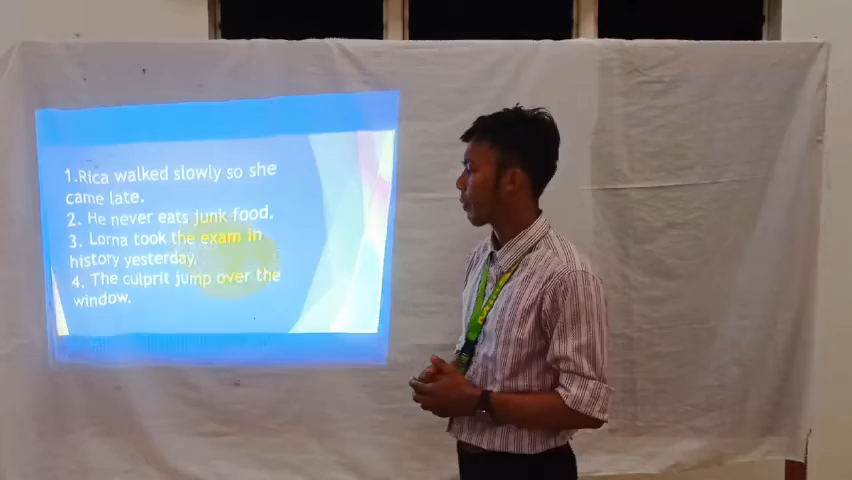 1.Rica walked slowly so she
came late.
2. He never eats junk food.
3. Lorna took the exam in
history yesterday.
4. The culprit jump over the
window.